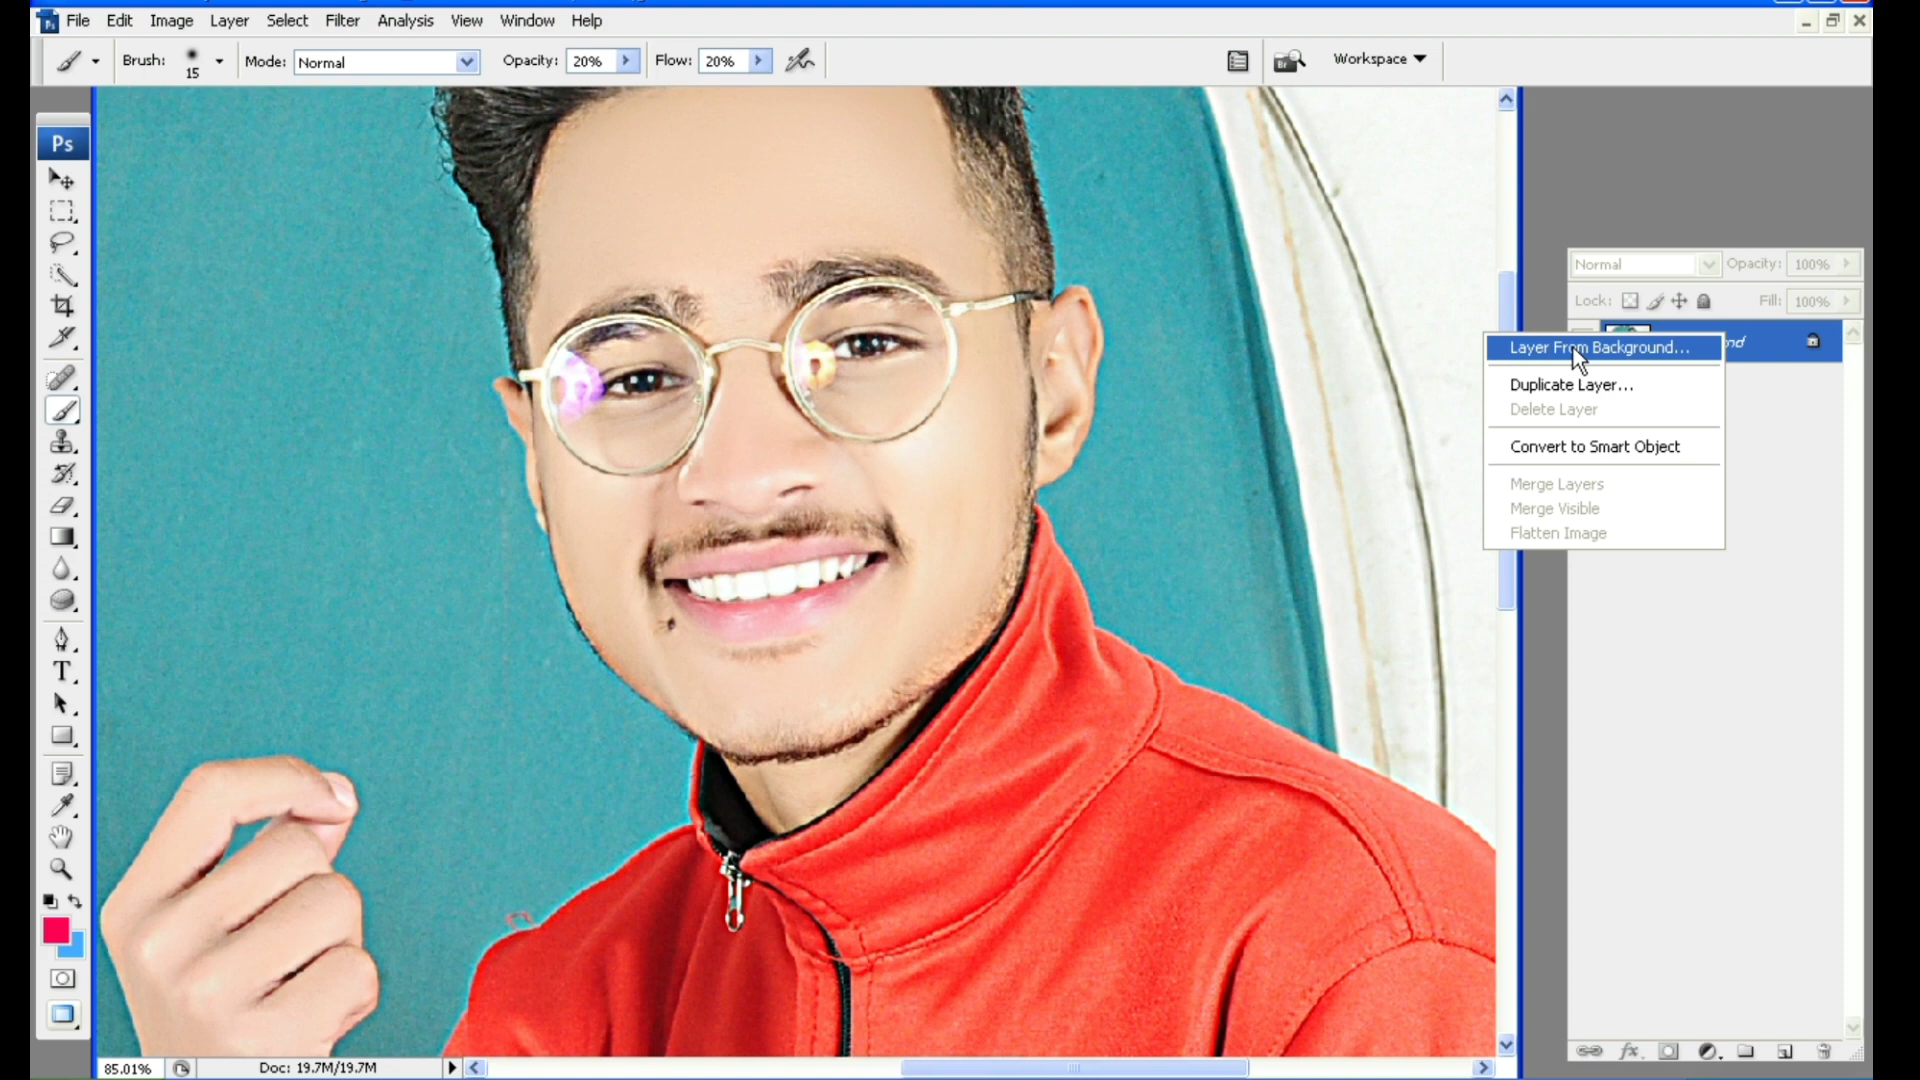 File Edit Image Layer Select Filter Analysis View Window Help
Brush: 15 Mode: Normal Opacity: 20% Flow: 20% Br Workspace
Ps
Normal Opacity: 100%
Lock: Fill: 100%
Layer From Background...
Duplicate Layer...
Delete Layer
Convert to Smart Object
Merge Layers
Merge Visible
Flatten Image
T
85.01% Doc: 19.7M/19.7M
fx